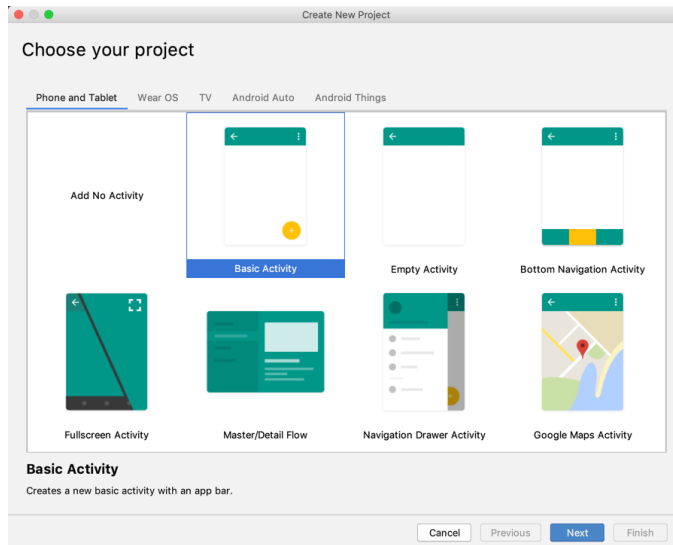 Create New Project
Choose your project
Phone and Tablet Wear OS TV Android Auto Android Things
Add No Activity
Basic Activity
Empty Activity
Bottom Navigation Activity
Fullscreen Activity
Master/Detail Flow
Navigation Drawer Activity
Google Maps Activity
Basic Activity
Creates a new basic activity with an app bar.
Cancel Previous Next Finish